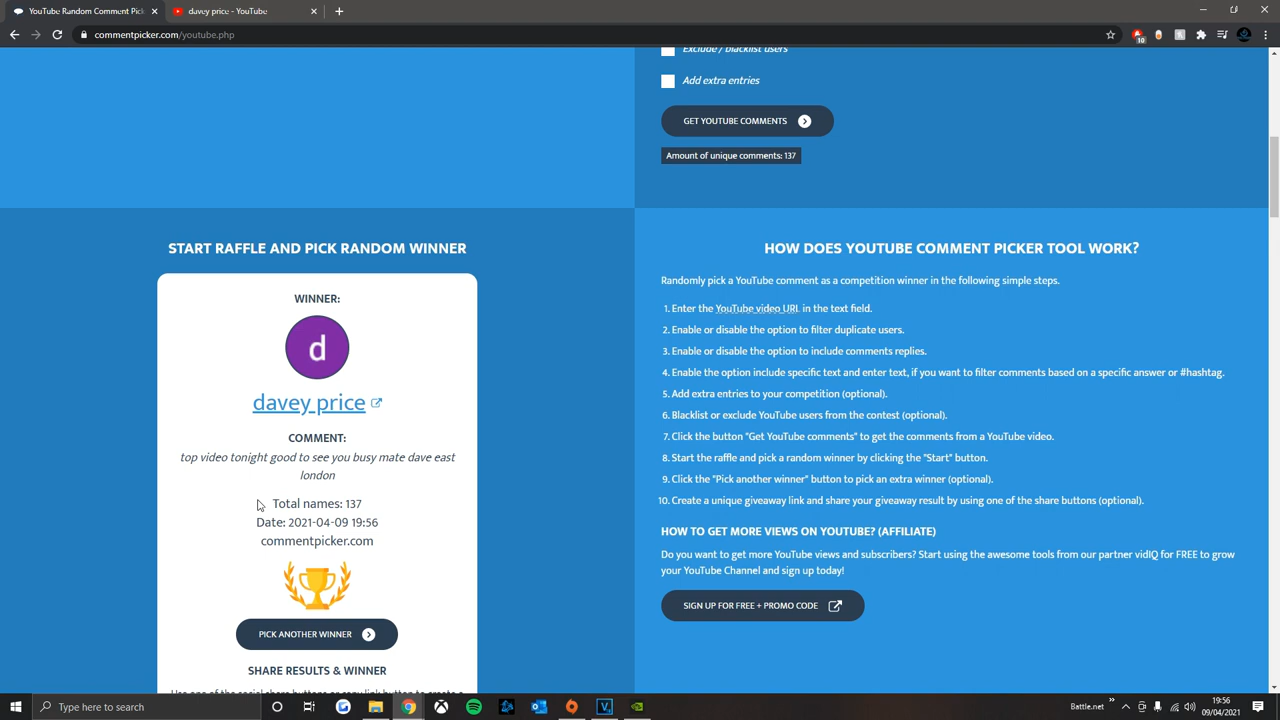 YouTube Random Comment Pick
davey price - YouTube
commentpicker.com/youtube.php
10
Exclude / blacklist users
Add extra entries
GET YOUTUBE COMMENTS
Amount of unique comments: 137
START RAFFLE AND PICK RANDOM WINNER
WINNER:
d
davey price
COMMENT:
top video tonight good to see you busy mate dave east
london
Total names: 137
Date: 2021-04-09 19:56
commentpicker.com
PICK ANOTHER WINNER
SHARE RESULTS & WINNER
Use one of the social share buttons or copy link button to create a
HOW DOES YOUTUBE COMMENT PICKER TOOL WORK?
Randomly pick a YouTube comment as a competition winner in the following simple steps.
1. Enter the YouTube video URL in the text field.
2. Enable or disable the option to filter duplicate users.
3. Enable or disable the option to include comments replies.
4. Enable the option include specific text and enter text, if you want to filter comments based on a specific answer or #hashtag.
5. Add extra entries to your competition (optional).
6. Blacklist or exclude YouTube users from the contest (optional).
7. Click the button "Get YouTube comments" to get the comments from a YouTube video.
8. Start the raffle and pick a random winner by clicking the "Start" button.
9. Click the "Pick another winner" button to pick an extra winner (optional).
10. Create a unique giveaway link and share your giveaway result by using one of the share buttons (optional).
HOW TO GET MORE VIEWS ON YOUTUBE? (AFFILIATE)
Do you want to get more YouTube views and subscribers? Start using the awesome tools from our partner vidIQ for FREE to grow
your YouTube Channel and sign up today!
SIGN UP FOR FREE + PROMO CODE
Type here to search
Battle.net
19:56
09/04/2021